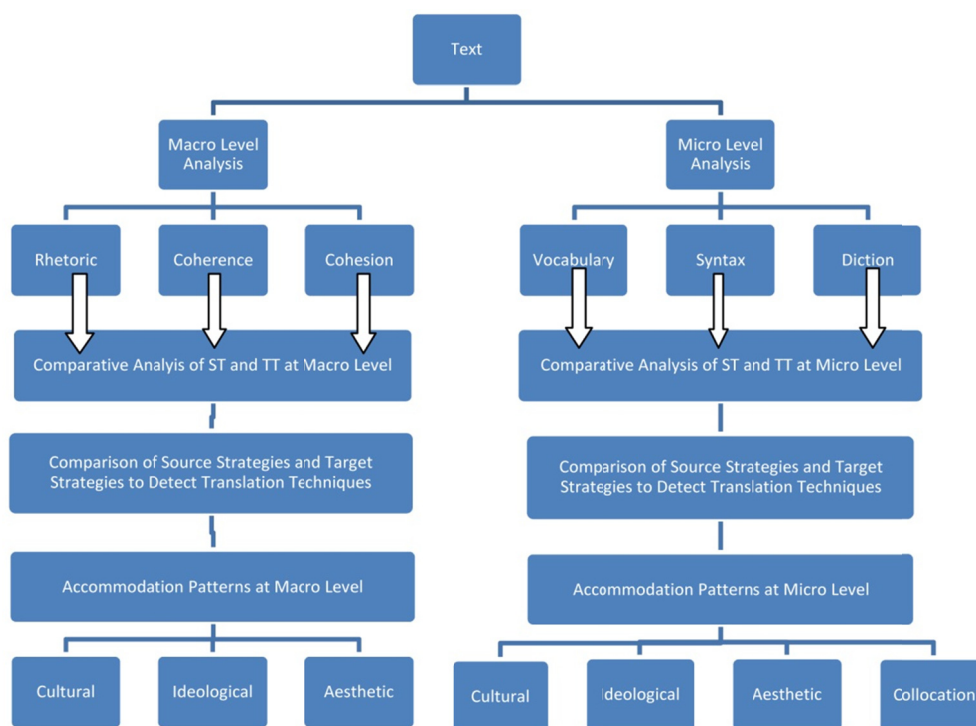 Text
Macro Level
Analysis
Micro Level
Analysis
Rhetoric
Coherence
Cohesion
Vocabulary
Syntax
Diction
Comparative Analyis of ST and TT at Macro Level
Comparative Analysis of ST and TT at Micro Level
Comparison of Source Strategies and Target
Strategies to Detect Translation Techniques
Comparison of Source Strategies and Target
Strategies to Detect Translation Techniques
Accommodation Patterns at Macro Level
Accommodation Patterns at Micro Level
Cultural
Ideological
Aesthetic
Cultural
Ideological
Aesthetic
Collocation